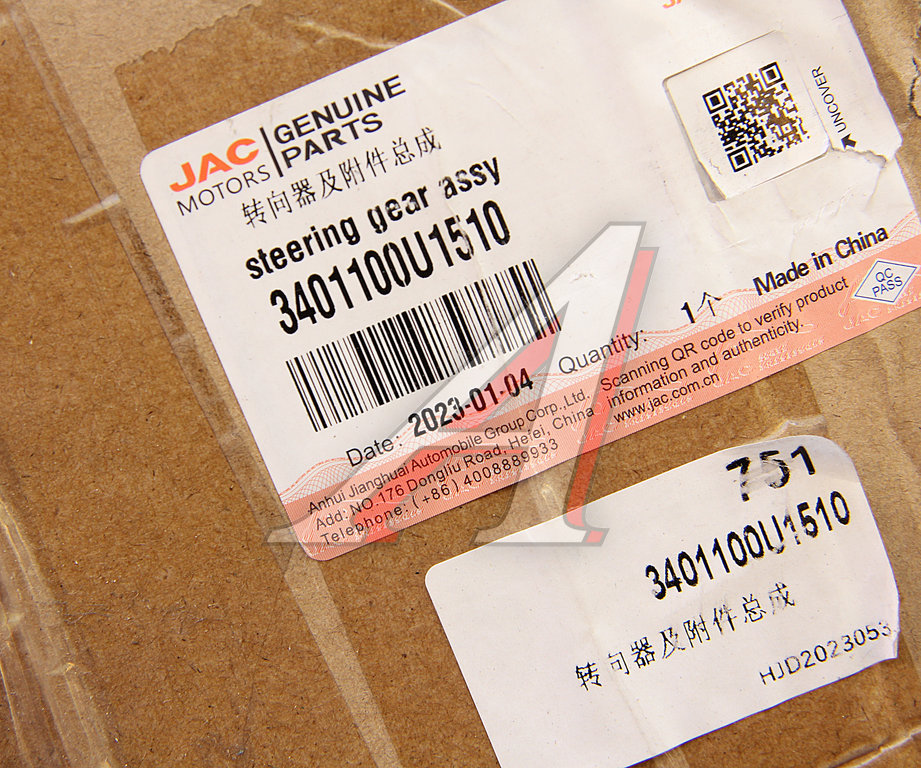 JAC
MOTORS
GENUINE
PARTS
转向器及附件总成
steering gear assy
3401100U1510
UNCOVER
Date: 2023-01-04
Quantity: 1个
Made in China
QC
PASS
Anhui Jianghuai Automobile Group Corp.,Ltd.
Add: NO.176 Dongliu Road, Hefei, China
Telephone: (+86) 4008889933
Scanning QR code to verify product
information and authenticity.
www.jac.com.cn
751
3401100U1510
转向器及附件总成
HJD2023053